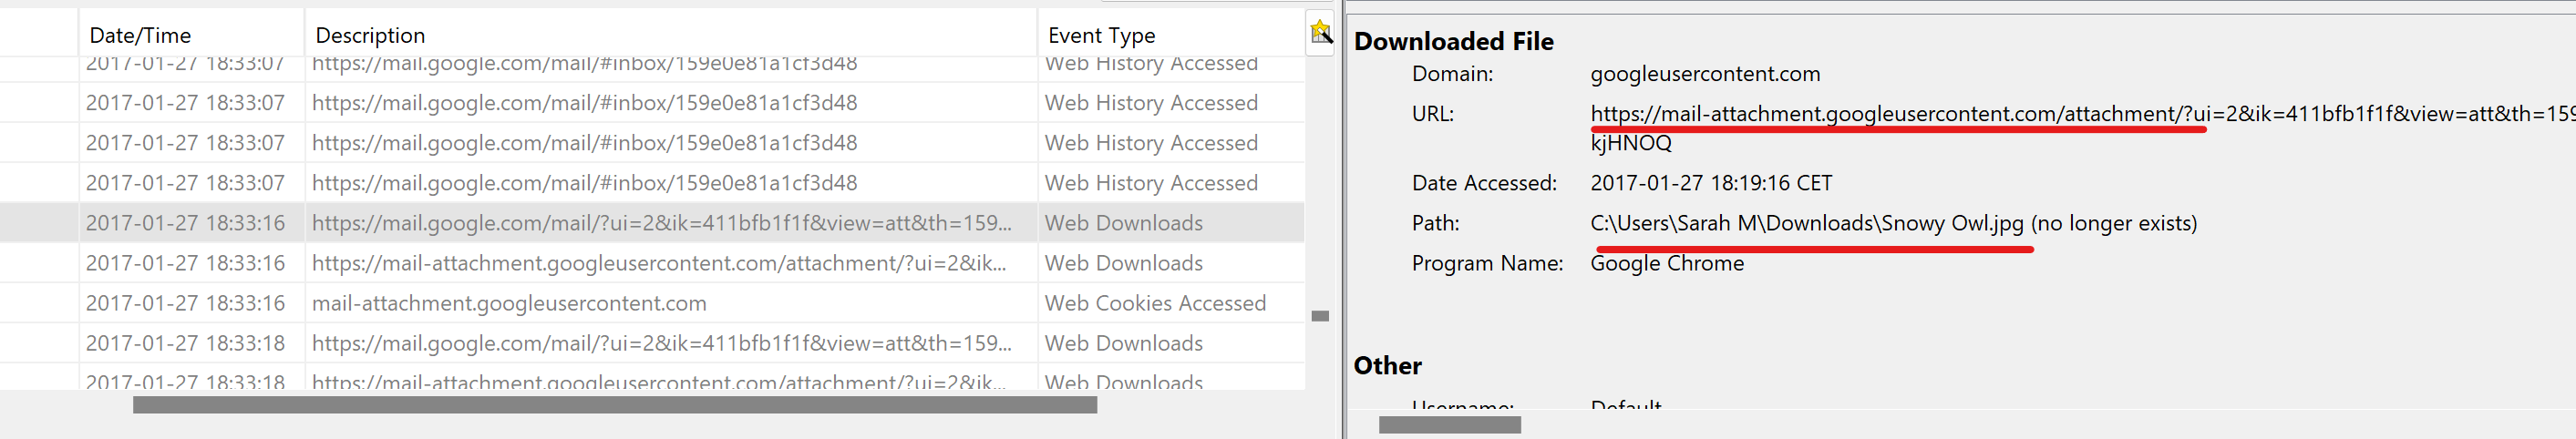 Date/Time Description Event Type
2017-01-27 18:33:07 https://mail.google.com/mail/#inbox/159e0e81a1cf3d48 Web History Accessed
2017-01-27 18:33:07 https://mail.google.com/mail/#inbox/159e0e81a1cf3d48 Web History Accessed
2017-01-27 18:33:07 https://mail.google.com/mail/#inbox/159e0e81a1cf3d48 Web History Accessed
2017-01-27 18:33:07 https://mail.google.com/mail/#inbox/159e0e81a1cf3d48 Web History Accessed
2017-01-27 18:33:16 https://mail.google.com/mail/?ui=2&ik=411bfb1f1f&view=att&th=159... Web Downloads
2017-01-27 18:33:16 https://mail-attachment.googleusercontent.com/attachment/?ui=2&ik... Web Downloads
2017-01-27 18:33:16 mail-attachment.googleusercontent.com Web Cookies Accessed
2017-01-27 18:33:18 https://mail.google.com/mail/?ui=2&ik=411bfb1f1f&view=att&th=159... Web Downloads
2017-01-27 18:33:18 https://mail-attachment.googleusercontent.com/attachment/?ui=2&ik... Web Downloads
Downloaded File
Domain: googleusercontent.com
URL: https://mail-attachment.googleusercontent.com/attachment/?ui=2&ik=411bfb1f1f&view=att&th=159
kjHNOQ
Date Accessed: 2017-01-27 18:19:16 CET
Path: C:\Users\Sarah M\Downloads\Snowy Owl.jpg (no longer exists)
Program Name: Google Chrome
Other
Username: Default